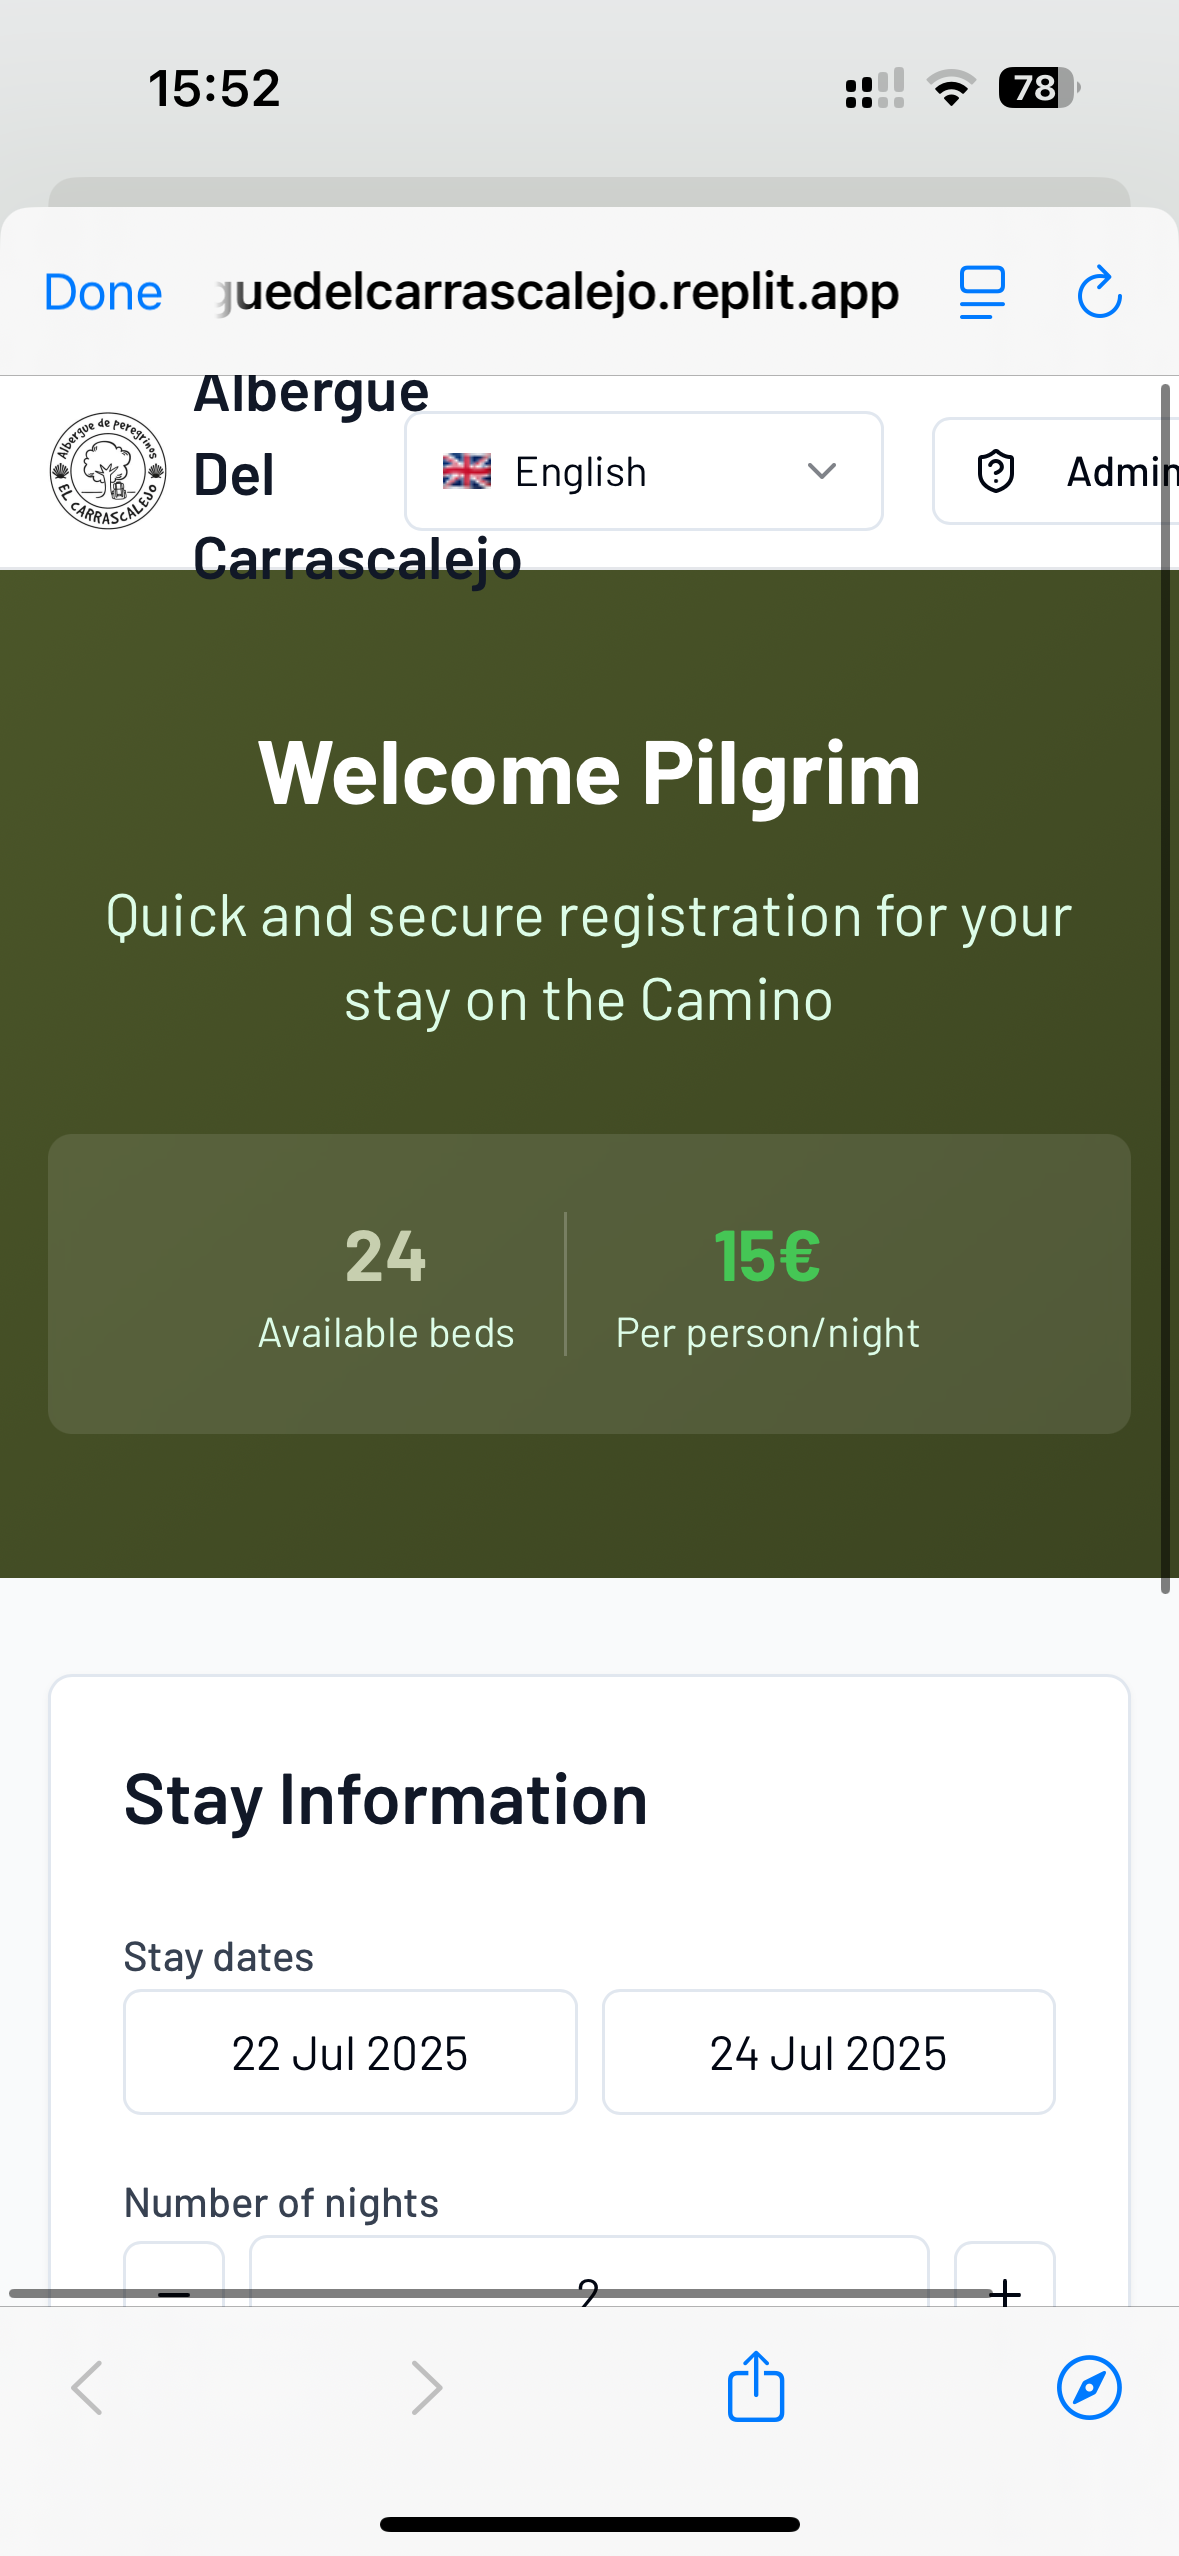 15:52
78
Done
guedelcarrascalejo.replit.app
Albergue de peregrinos
EL CARRASCALEJO
Albergue
Del
Carrascalejo
🇬🇧 English
Admin
Welcome Pilgrim
Quick and secure registration for your
stay on the Camino
24
15€
Available beds
Per person/night
Stay Information
Stay dates
22 Jul 2025
24 Jul 2025
Number of nights
− 2 +